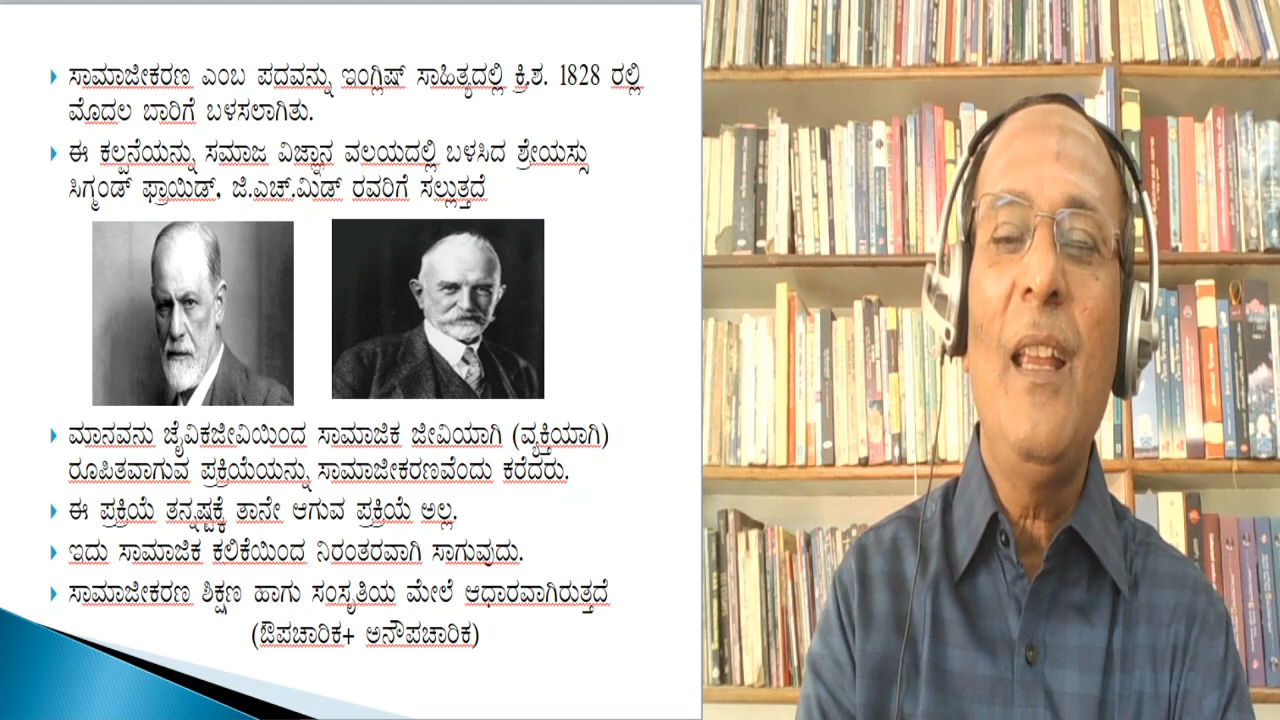 ಸಾಮಾಜೀಕರಣ ಎಂಬ ಪದವನ್ನು ಇಂಗ್ಲಿಷ್ ಸಾಹಿತ್ಯದಲ್ಲಿ ಕ್ರಿ.ಶ. 1828 ರಲ್ಲಿ
ಮೊದಲ ಬಾರಿಗೆ ಬಳಸಲಾಗಿತು.
ಈ ಕಲ್ಪನೆಯನ್ನು ಸಮಾಜ ವಿಜ್ಞಾನ ವಲಯದಲ್ಲಿ ಬಳಸಿದ ಶ್ರೇಯಸ್ಸು
ಸಿಗ್ಮಂಡ್ ಫ್ರಾಯಿಡ್, ಜಿ.ಎಚ್.ಮಿಡ್ ರವರಿಗೆ ಸಲ್ಲುತ್ತದೆ
ಮಾನವನು ಜೈವಿಕಜೀವಿಯಿಂದ ಸಾಮಾಜಿಕ ಜೀವಿಯಾಗಿ (ವ್ಯಕ್ತಿಯಾಗಿ)
ರೂಪಿತವಾಗುವ ಪ್ರಕ್ರಿಯೆಯನ್ನು ಸಾಮಾಜೀಕರಣವೆಂದು ಕರೆದರು.
ಈ ಪ್ರಕ್ರಿಯೆ ತನ್ನಷ್ಟಕ್ಕೆ ತಾನೇ ಆಗುವ ಪ್ರಕ್ರಿಯೆ ಅಲ್ಲ.
ಇದು ಸಾಮಾಜಿಕ ಕಲಿಕೆಯಿಂದ ನಿರಂತರವಾಗಿ ಸಾಗುವುದು.
ಸಾಮಾಜೀಕರಣ ಶಿಕ್ಷಣ ಹಾಗು ಸಂಸ್ಕೃತಿಯ ಮೇಲೆ ಆಧಾರವಾಗಿರುತ್ತದೆ
(ಔಪಚಾರಿಕ+ ಅನೌಪಚಾರಿಕ)